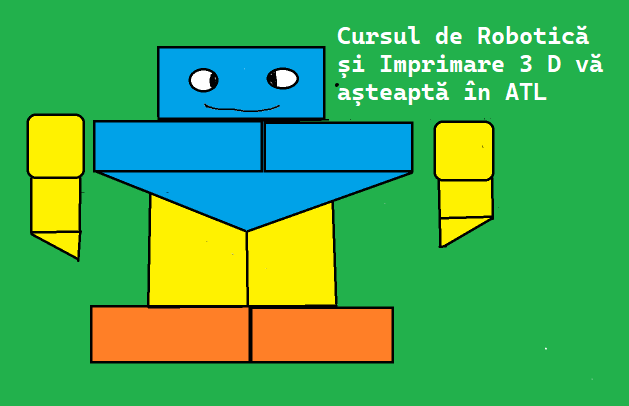 Cursul de Robotică
și Imprimare 3 D vă
așteaptă în ATL